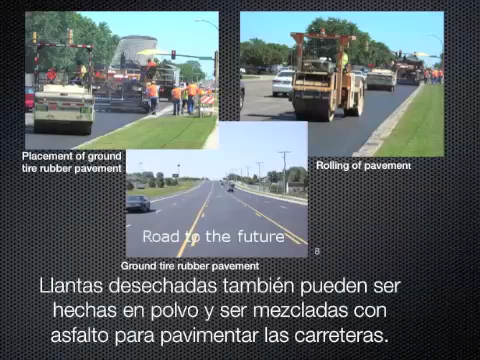 Placement of ground
tire rubber pavement
Rolling of pavement
Road to the future
8
Ground tire rubber pavement
Llantas desechadas también pueden ser
hechas en polvo y ser mezcladas con
asfalto para pavimentar las carreteras.